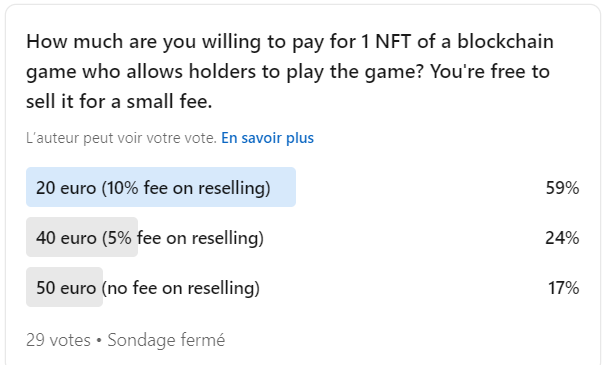 How much are you willing to pay for 1 NFT of a blockchain
game who allows holders to play the game? You're free to
sell it for a small fee.
L'auteur peut voir votre vote. En savoir plus
20 euro (10% fee on reselling) 59%
40 euro (5% fee on reselling) 24%
50 euro (no fee on reselling) 17%
29 votes • Sondage fermé